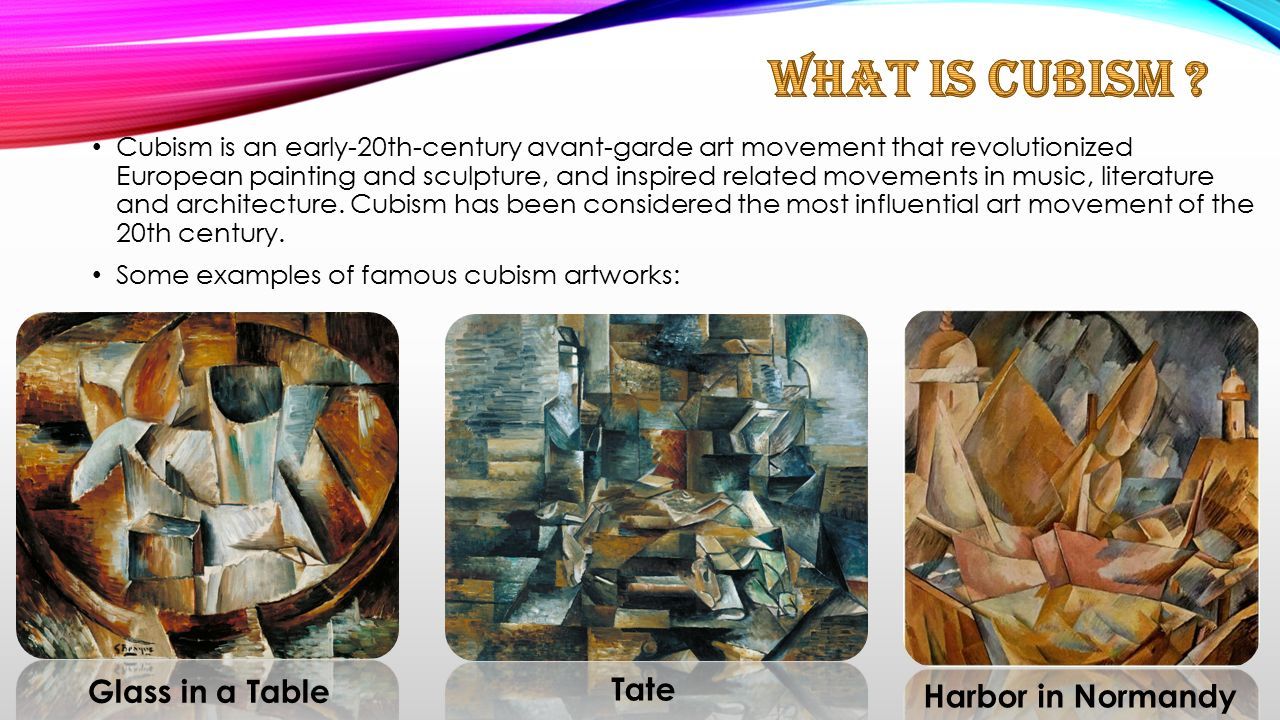 WHAT IS CUBISM ?
• Cubism is an early-20th-century avant-garde art movement that revolutionized
European painting and sculpture, and inspired related movements in music, literature
and architecture. Cubism has been considered the most influential art movement of the
20th century.
• Some examples of famous cubism artworks:
G Braque
Glass in a Table
Tate
Harbor in Normandy